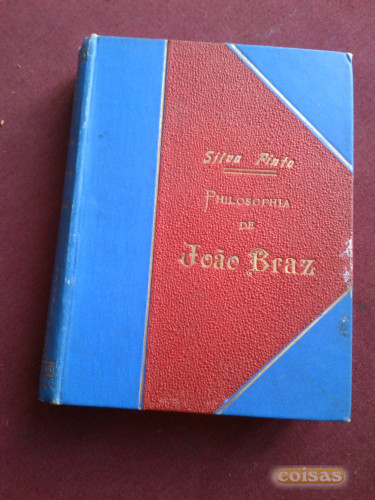 Silva Pinto
PHILOSOPHIA
DE
João Braz
coisas